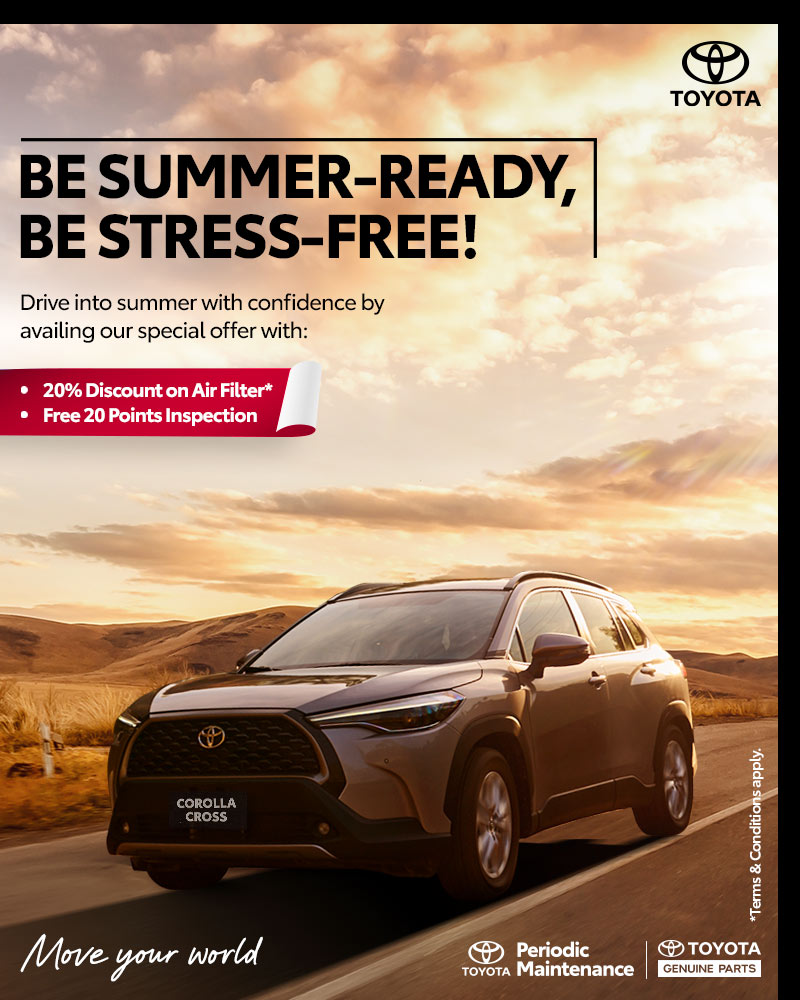 TOYOTA
BE SUMMER-READY,
BE STRESS-FREE!
Drive into summer with confidence by
availing our special offer with:
• 20% Discount on Air Filter*
• Free 20 Points Inspection
COROLLA
CROSS
*Terms & Conditions apply.
Move your world
TOYOTA
Periodic
Maintenance
TOYOTA
GENUINE PARTS